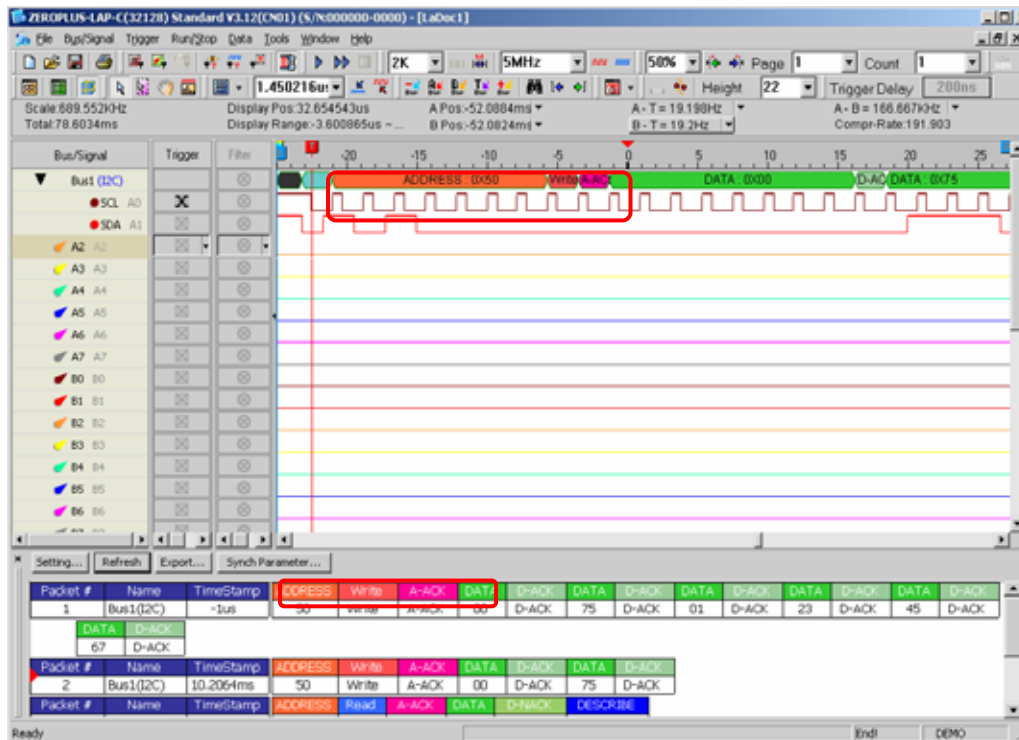 ZEROPLUS-LAP-C(32128) Standard V3.12(CN01) (S/N:000000-0000) - [LaDoc1]
File Bus/Signal Trigger Run/Stop Data Tools Window Help
2K 5MHz 50% Page 1 Count 1
1.450216us Height 22 Trigger Delay 200ns
Scale:689.552KHz Display Pos:32.654543us A Pos:-52.0884ms A - T = 19.198Hz A - B = 166.667KHz
Total:78.6034ms Display Range:-3.600865us ~ ... B Pos:-52.0824ms B - T = 19.2Hz Compr-Rate:191.903
Bus/Signal Trigger Filter -20 -15 -10 -5 0 5 10 15 20 25
Bus1 (I2C) ADDRESS : 0X50 Write A-ACK DATA : 0X00 D-AC DATA : 0X75
SCL A0
SDA A1
A2 A2
A3 A3
A4 A4
A5 A5
A6 A6
A7 A7
B0 B0
B1 B1
B2 B2
B3 B3
B4 B4
B5 B5
B6 B6
Setting... Refresh Export... Synch Parameter...
Packet # Name TimeStamp ADDRESS Write A-ACK DATA D-ACK DATA D-ACK DATA D-ACK DATA D-ACK DATA D-ACK
1 Bus1(I2C) -1us 50 Write A-ACK 00 D-ACK 75 D-ACK 01 D-ACK 23 D-ACK 45 D-ACK
DATA D-ACK
67 D-ACK
Packet # Name TimeStamp ADDRESS Write A-ACK DATA D-ACK DATA D-ACK
2 Bus1(I2C) 10.2064ms 50 Write A-ACK 00 D-ACK 75 D-ACK
Packet # Name TimeStamp ADDRESS Read A-ACK DATA D-NACK DESCRIBE
Ready End! DEMO